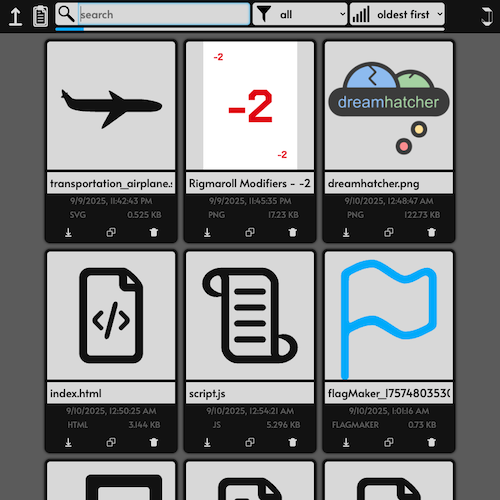 search
all
oldest first
-2
-2
-2
dreamhatcher
transportation_airplane.s
Rigmaroll Modifiers - -2
dreamhatcher.png
9/9/2025, 11:42:43 PM
9/9/2025, 11:45:35 PM
9/10/2025, 12:48:47 AM
SVG
0.525 KB
PNG
17.23 KB
PNG
122.73 KB
</>
index.html
script.js
flagMaker_17574803530
9/10/2025, 12:50:25 AM
9/10/2025, 12:54:21 AM
9/10/2025, 1:01:16 AM
HTML
3.144 KB
JS
5.296 KB
FLAGMAKER
0.73 KB